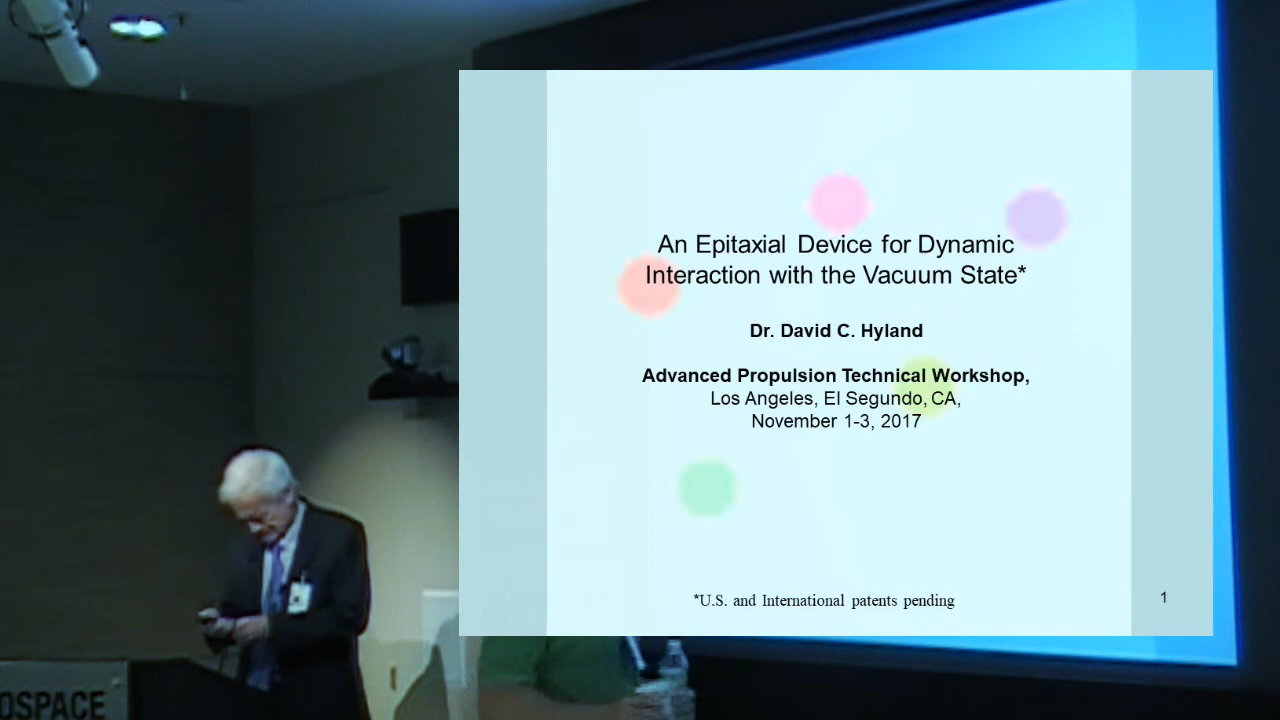 An Epitaxial Device for Dynamic
Interaction with the Vacuum State*
Dr. David C. Hyland
Advanced Propulsion Technical Workshop,
Los Angeles, El Segundo, CA,
November 1-3, 2017
*U.S. and International patents pending
1
OSPACE